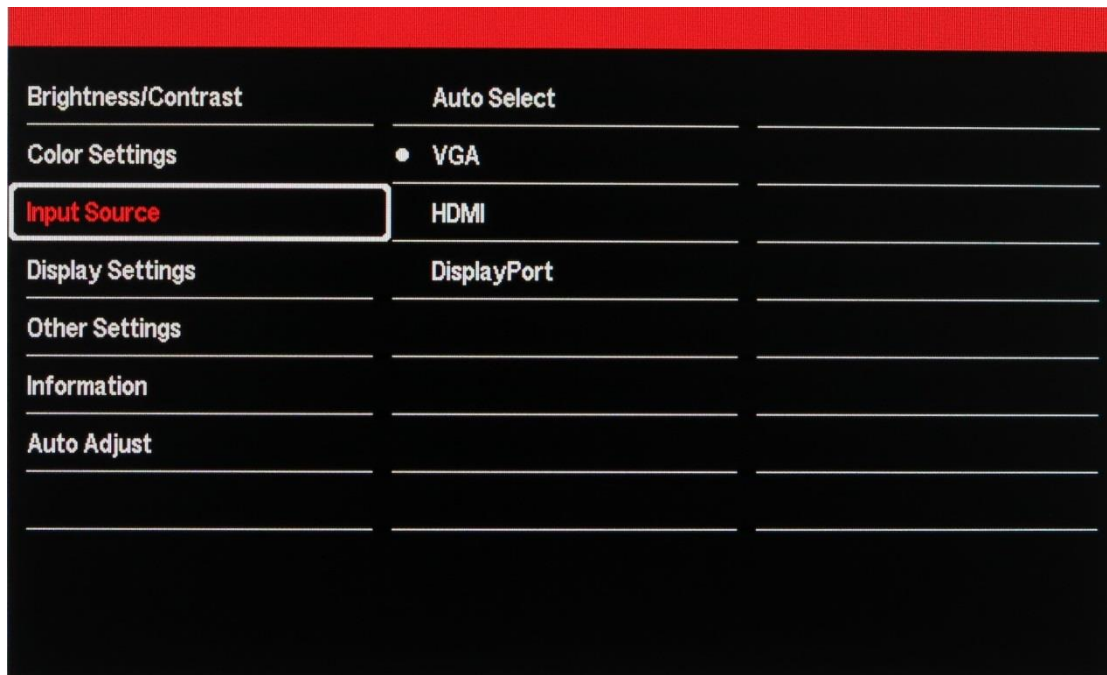 Brightness/Contrast
Color Settings
Input Source
Display Settings
Other Settings
Information
Auto Adjust
Auto Select
VGA
HDMI
DisplayPort